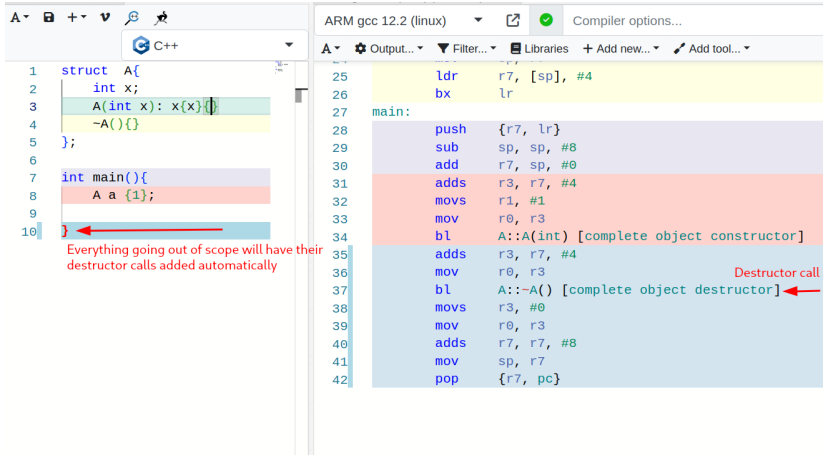 A
+
C++
1 struct A{
2 int x;
3 A(int x): x{x}{}
4 ~A(){}
5 };
6
7 int main(){
8 A a {1};
9
10 }
Everything going out of scope will have their
destructor calls added automatically
ARM gcc 12.2 (linux)
Compiler options...
A Output... Filter... Libraries + Add new... Add tool...
25 ldr r7, [sp], #4
26 bx lr
27 main:
28 push {r7, lr}
29 sub sp, sp, #8
30 add r7, sp, #0
31 adds r3, r7, #4
32 movs r1, #1
33 mov r0, r3
34 bl A::A(int) [complete object constructor]
35 adds r3, r7, #4
36 mov r0, r3
Destructor call
37 bl A::~A() [complete object destructor]
38 movs r3, #0
39 mov r0, r3
40 adds r7, r7, #8
41 mov sp, r7
42 pop {r7, pc}